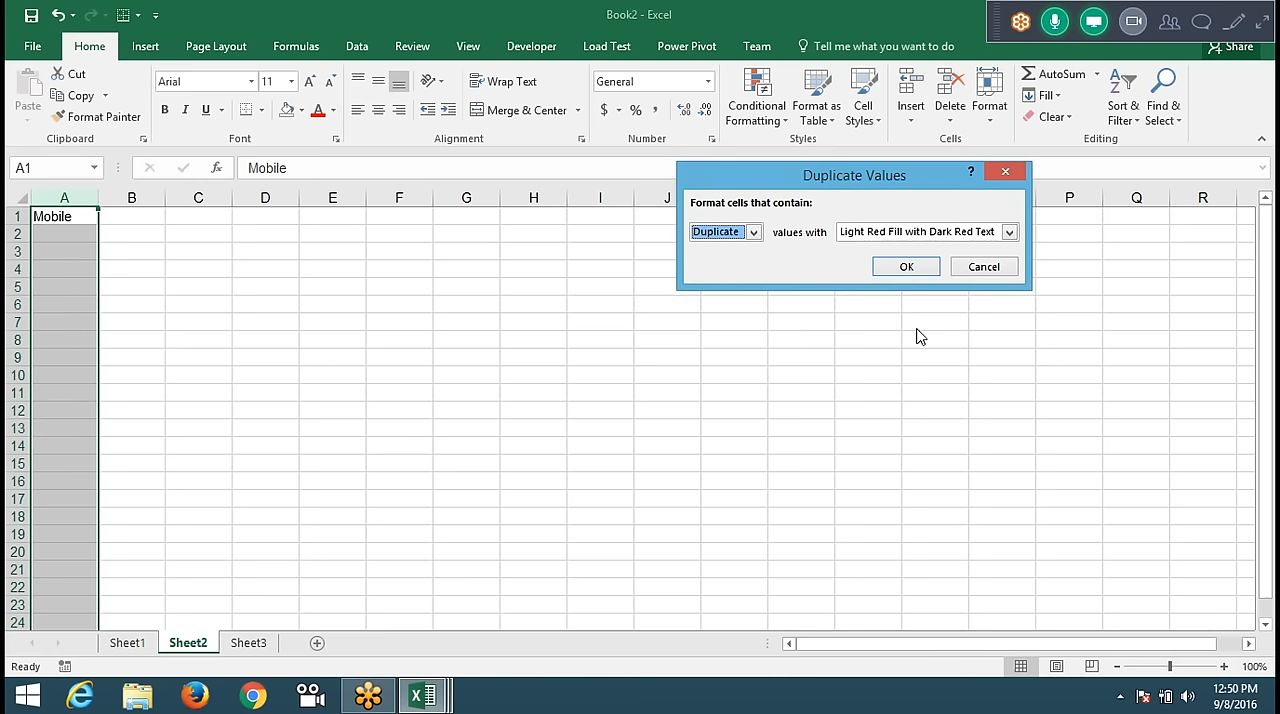 Book2 - Excel
File Home Insert Page Layout Formulas Data Review View Developer Load Test Power Pivot Team Tell me what you want to do Share
Paste
Cut
Copy
Format Painter
Clipboard
Arial 11
B I U
Font
Wrap Text
Merge & Center
Alignment
General
$ % ,
Number
Conditional Formatting
Format as Table
Cell Styles
Styles
Insert Delete Format
Cells
AutoSum
Fill
Clear
Sort & Filter
Find & Select
Editing
A1 fx Mobile
Duplicate Values ?
Format cells that contain:
Duplicate values with Light Red Fill with Dark Red Text
OK Cancel
A B C D E F G H I J P Q R
1 Mobile
2
3
4
5
6
7
8
9
10
11
12
13
14
15
16
17
18
19
20
21
22
23
24
Sheet1 Sheet2 Sheet3
Ready 100%
12:50 PM
9/8/2016